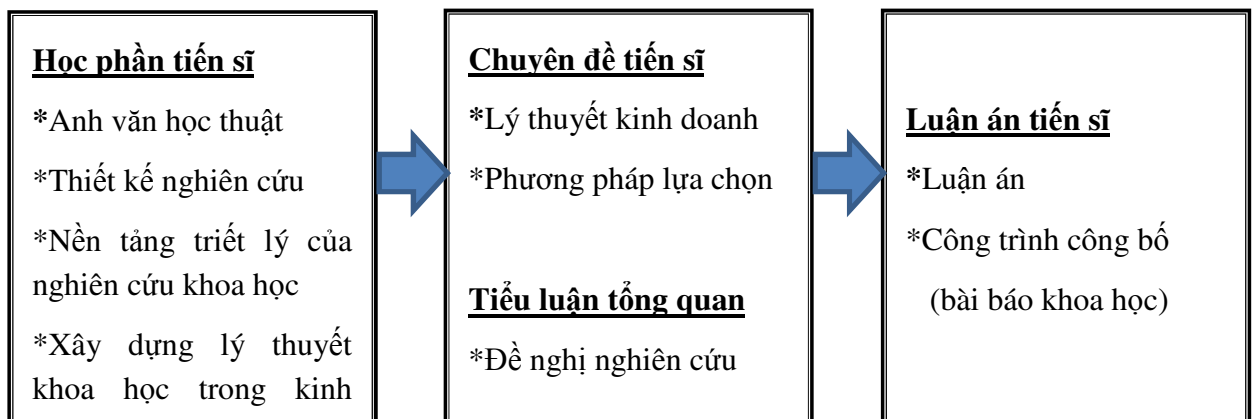 Học phần tiến sĩ
*Anh văn học thuật
*Thiết kế nghiên cứu
*Nền tảng triết lý của
nghiên cứu khoa học
*Xây dựng lý thuyết
khoa học trong kinh
Chuyên đề tiến sĩ
*Lý thuyết kinh doanh
*Phương pháp lựa chọn
Tiểu luận tổng quan
*Đề nghị nghiên cứu
Luận án tiến sĩ
*Luận án
*Công trình công bố
(bài báo khoa học)